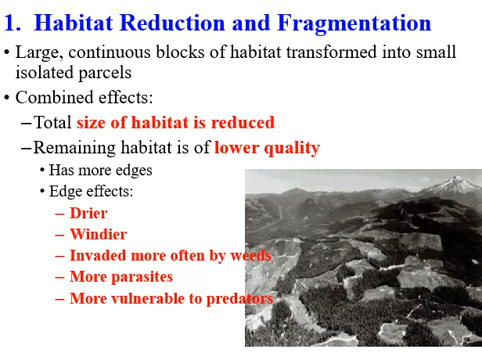 1. Habitat Reduction and Fragmentation
• Large, continuous blocks of habitat transformed into small
isolated parcels
• Combined effects:
–Total size of habitat is reduced
–Remaining habitat is of lower quality
• Has more edges
• Edge effects:
– Drier
– Windier
– Invaded more often by weeds
– More parasites
– More vulnerable to predators